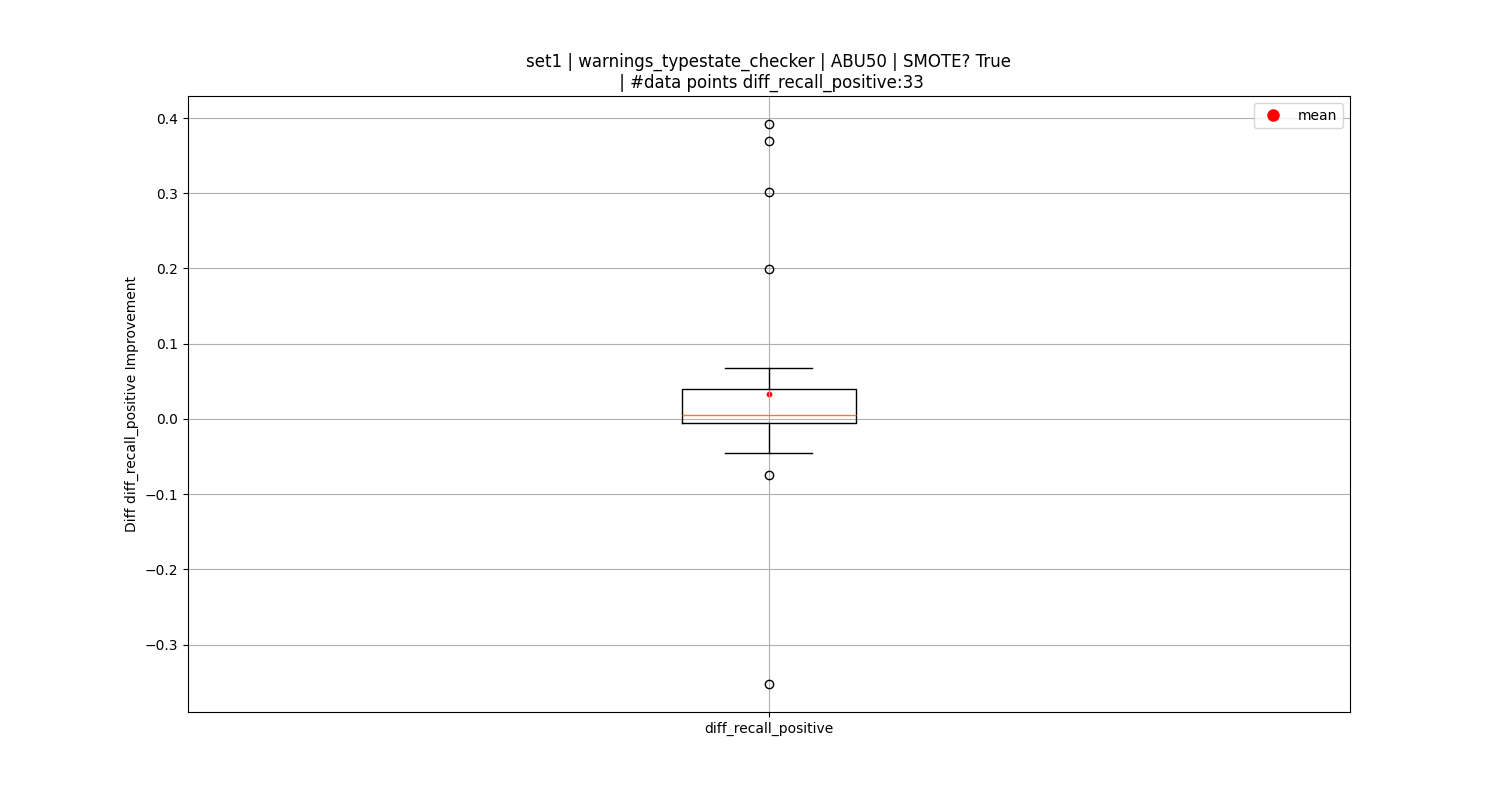 set1 | warnings_typestate_checker | ABU50 | SMOTE? True
| #data points diff_recall_positive:33
mean
0.4
0.3
0.2
0.1
0.0
−0.1
−0.2
−0.3
Diff diff_recall_positive Improvement
diff_recall_positive